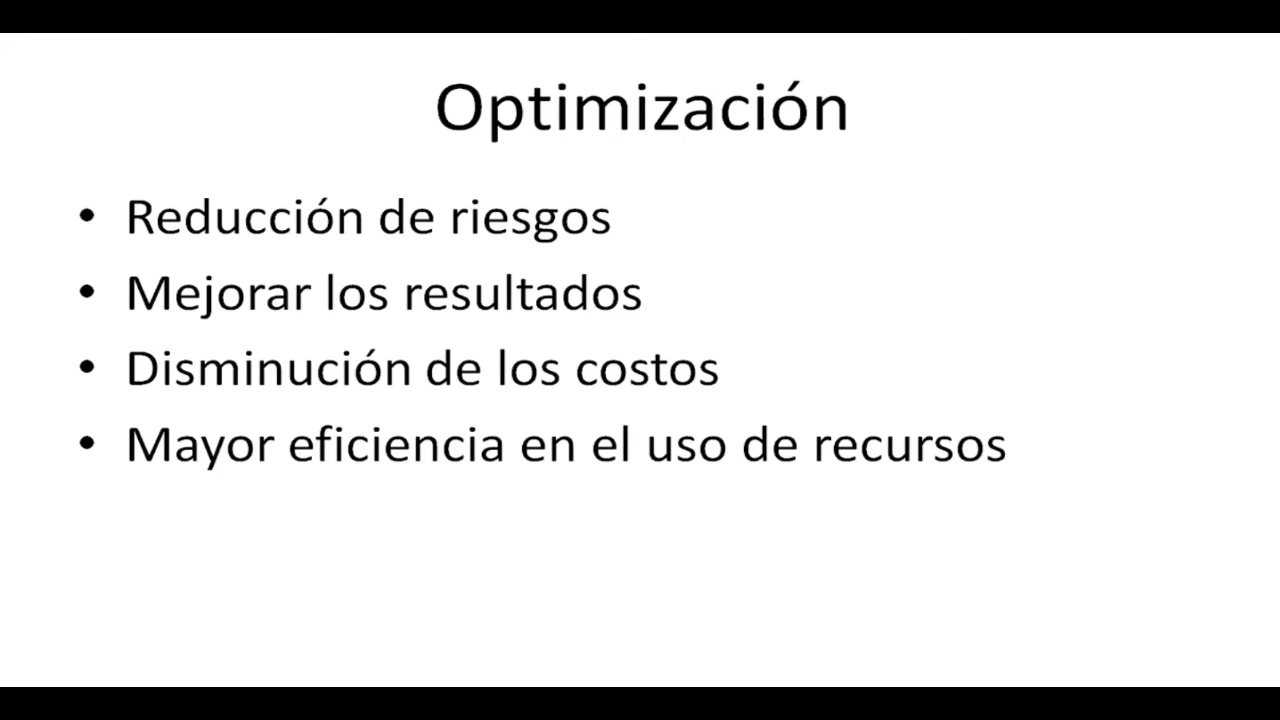 Optimización
• Reducción de riesgos
• Mejorar los resultados
• Disminución de los costos
• Mayor eficiencia en el uso de recursos